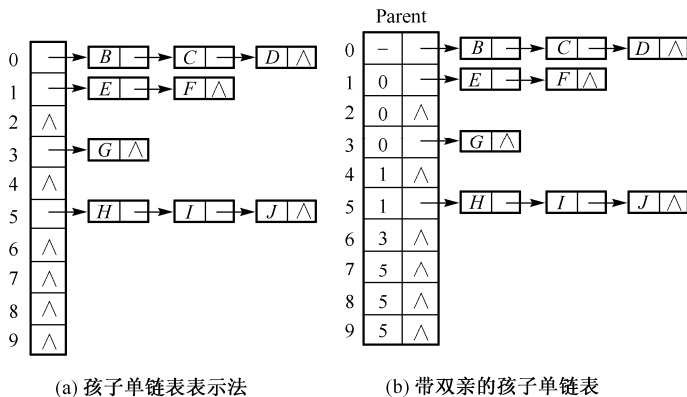 Parent
0 B C D ∧
1 E F ∧
2 ∧
3 G ∧
4 ∧
5 H I J ∧
6 ∧
7 ∧
8 ∧
9 ∧
(a) 孩子单链表表示法
0 – B C D ∧
1 0 E F ∧
2 0 ∧
3 0 G ∧
4 1 ∧
5 1 H I J ∧
6 3 ∧
7 5 ∧
8 5 ∧
9 5 ∧
(b) 带双亲的孩子单链表